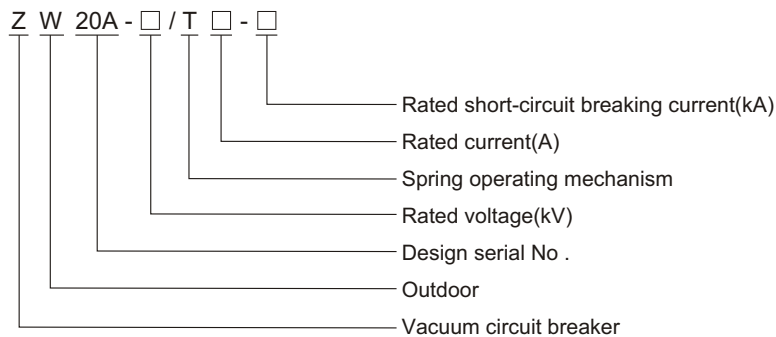 Z W 20A - □ / T □ - □
Rated short-circuit breaking current(kA)
Rated current(A)
Spring operating mechanism
Rated voltage(kV)
Design serial No .
Outdoor
Vacuum circuit breaker